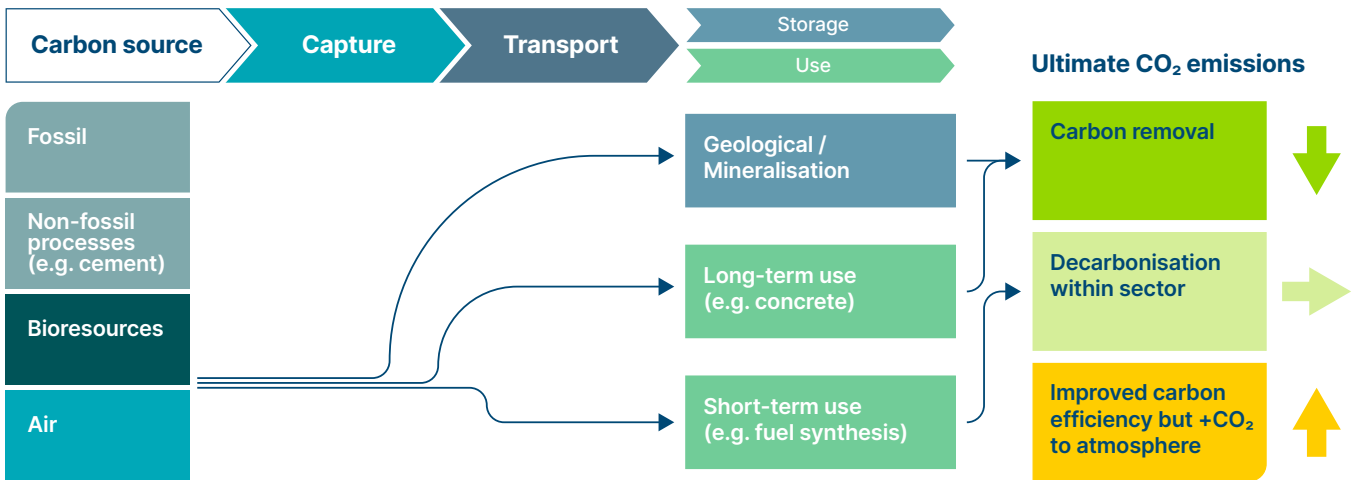 Carbon source
Capture
Transport
Storage
Use
Ultimate CO₂ emissions
Fossil
Non-fossil
processes
(e.g. cement)
Bioresources
Air
Geological /
Mineralisation
Long-term use
(e.g. concrete)
Short-term use
(e.g. fuel synthesis)
Carbon removal
Decarbonisation
within sector
Improved carbon
efficiency but +CO₂
to atmosphere